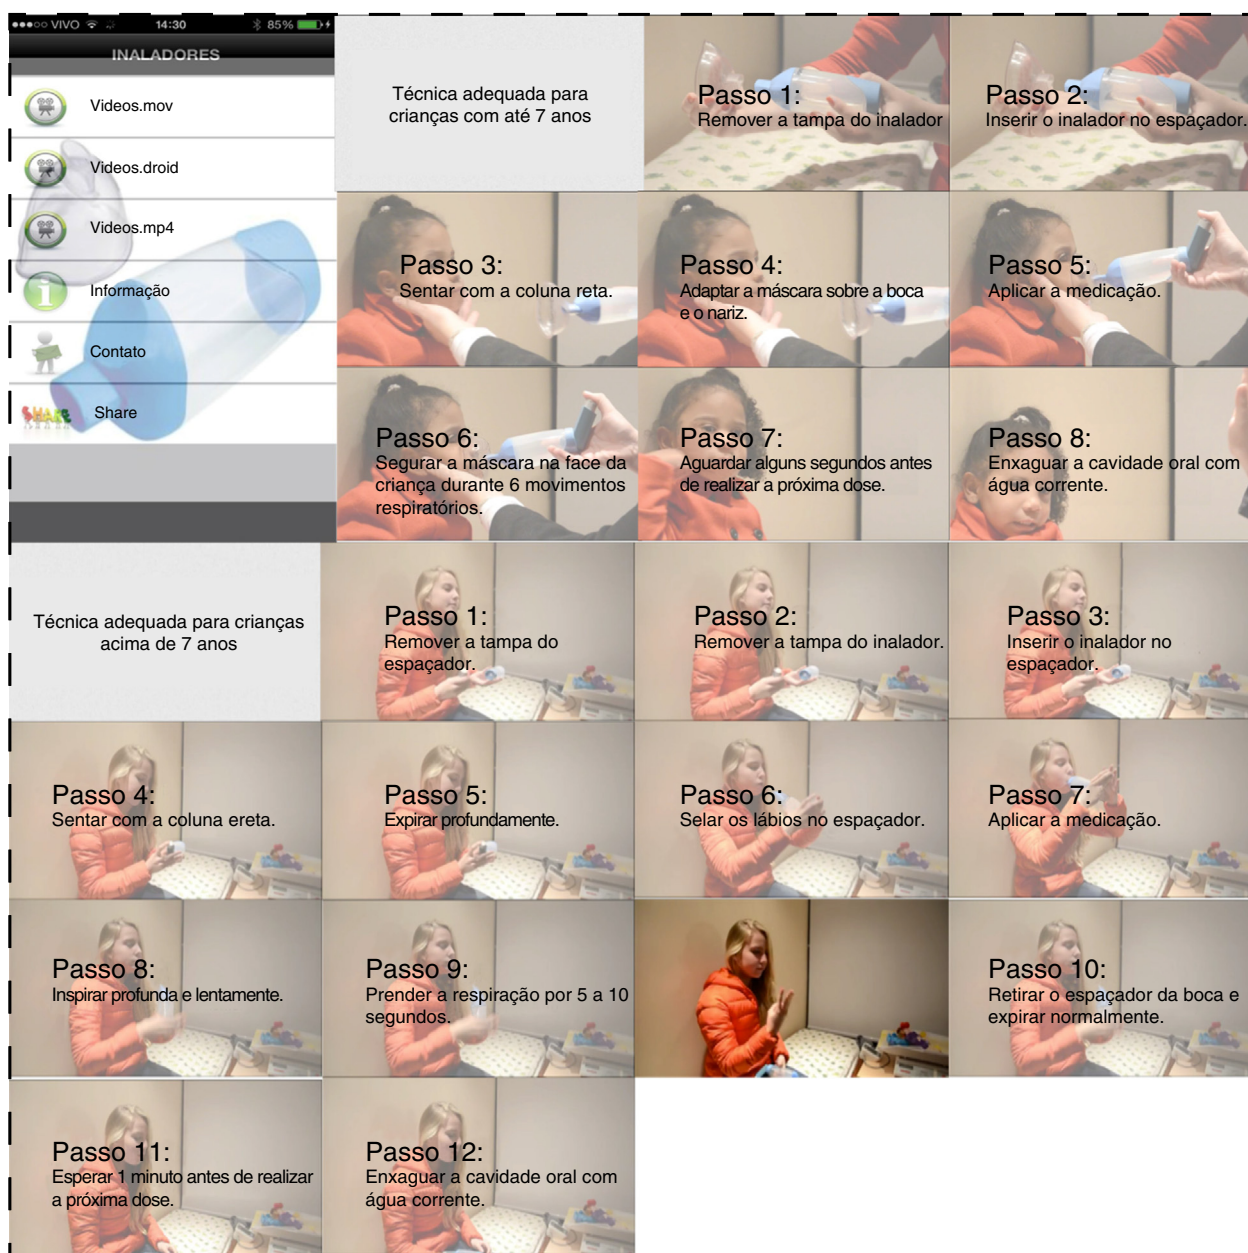 VIVO 14:30 85%
INALADORES
Videos.mov
Videos.droid
Videos.mp4
Informação
Contato
SHARE Share
Técnica adequada para
crianças com até 7 anos
Passo 1:
Remover a tampa do inalador
Passo 2:
Inserir o inalador no espaçador.
Passo 3:
Sentar com a coluna reta.
Passo 4:
Adaptar a máscara sobre a boca
e o nariz.
Passo 5:
Aplicar a medicação.
Passo 6:
Segurar a máscara na face da
criança durante 6 movimentos
respiratórios.
Passo 7:
Aguardar alguns segundos antes
de realizar a próxima dose.
Passo 8:
Enxaguar a cavidade oral com
água corrente.
Técnica adequada para crianças
acima de 7 anos
Passo 1:
Remover a tampa do
espaçador.
Passo 2:
Remover a tampa do inalador.
Passo 3:
Inserir o inalador no
espaçador.
Passo 4:
Sentar com a coluna ereta.
Passo 5:
Expirar profundamente.
Passo 6:
Selar os lábios no espaçador.
Passo 7:
Aplicar a medicação.
Passo 8:
Inspirar profunda e lentamente.
Passo 9:
Prender a respiração por 5 a 10
segundos.
Passo 10:
Retirar o espaçador da boca e
expirar normalmente.
Passo 11:
Esperar 1 minuto antes de realizar
a próxima dose.
Passo 12:
Enxaguar a cavidade oral com
água corrente.